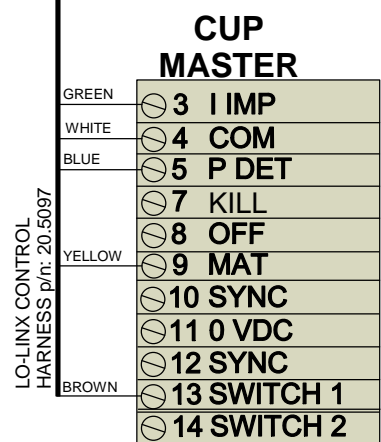 CUP
MASTER
GREEN
3 I IMP
WHITE
4 COM
BLUE
5 P DET
7 KILL
8 OFF
YELLOW
9 MAT
10 SYNC
11 0 VDC
12 SYNC
BROWN
13 SWITCH 1
14 SWITCH 2
LO-LINX CONTROL
HARNESS p/n: 20.5097